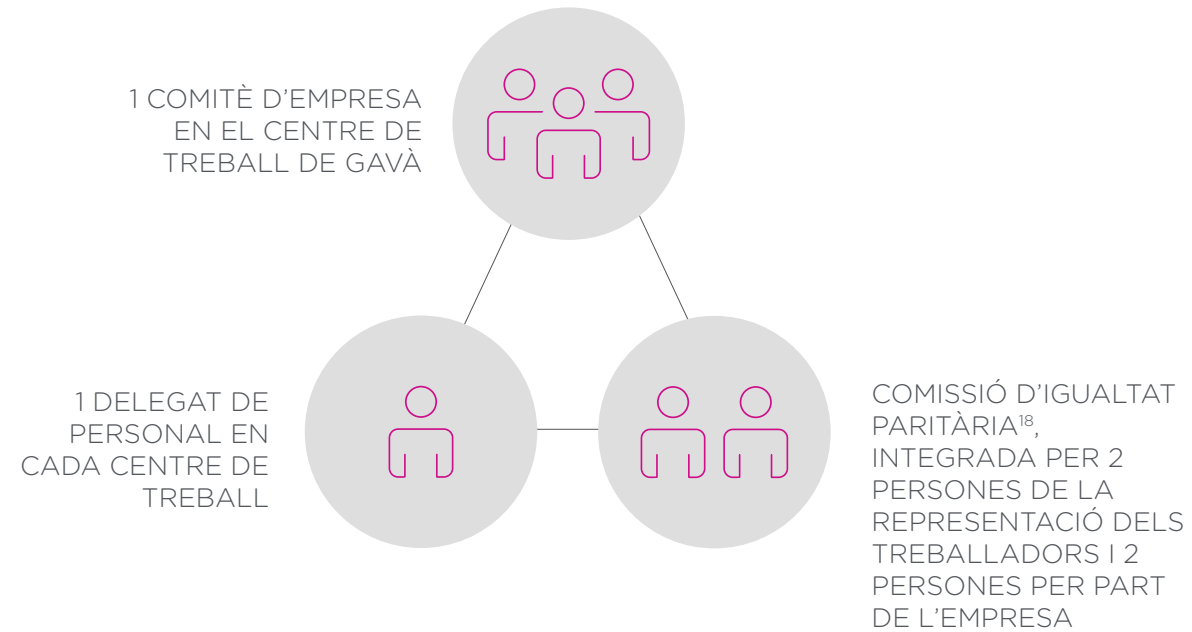 1 COMITÈ D'EMPRESA
EN EL CENTRE DE
TREBALL DE GAVÀ
1 DELEGAT DE
PERSONAL EN
CADA CENTRE DE
TREBALL
COMISSIÓ D'IGUALTAT
PARITÀRIA¹⁸,
INTEGRADA PER 2
PERSONES DE LA
REPRESENTACIÓ DELS
TREBALLADORS I 2
PERSONES PER PART
DE L'EMPRESA